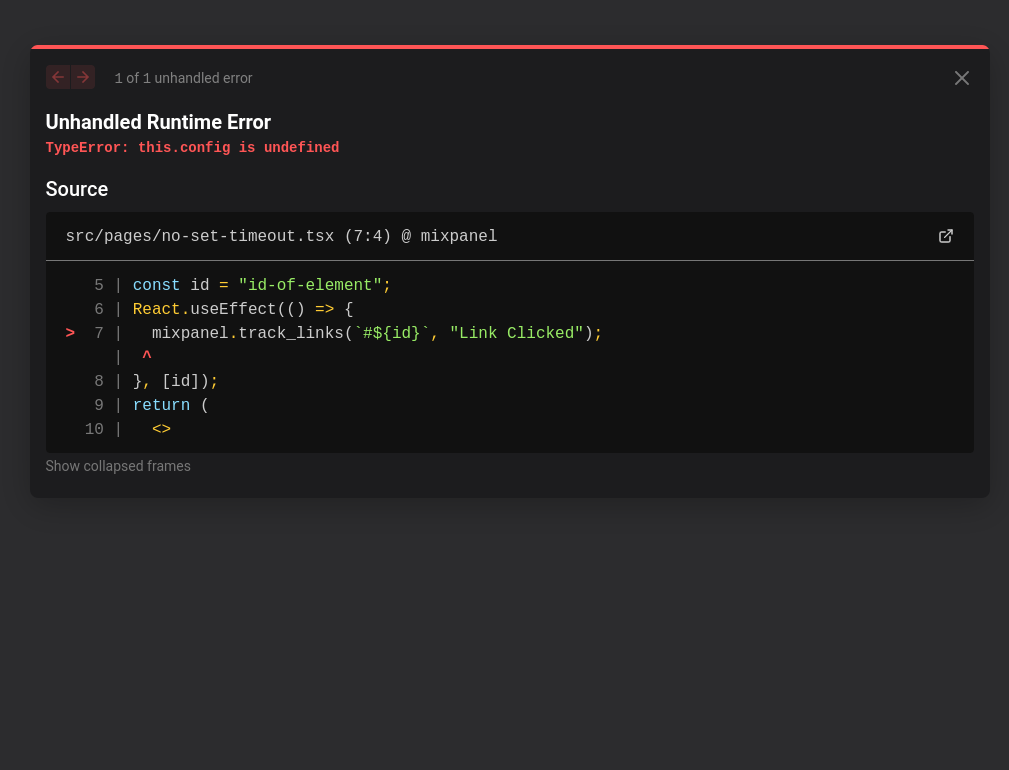 1 of 1 unhandled error
Unhandled Runtime Error
TypeError: this.config is undefined
Source
src/pages/no-set-timeout.tsx (7:4) @ mixpanel
5 | const id = "id-of-element";
6 | React.useEffect(() => {
> 7 |   mixpanel.track_links(`#${id}`, "Link Clicked");
|  ^
8 | }, [id]);
9 | return (
10 |   <>
Show collapsed frames